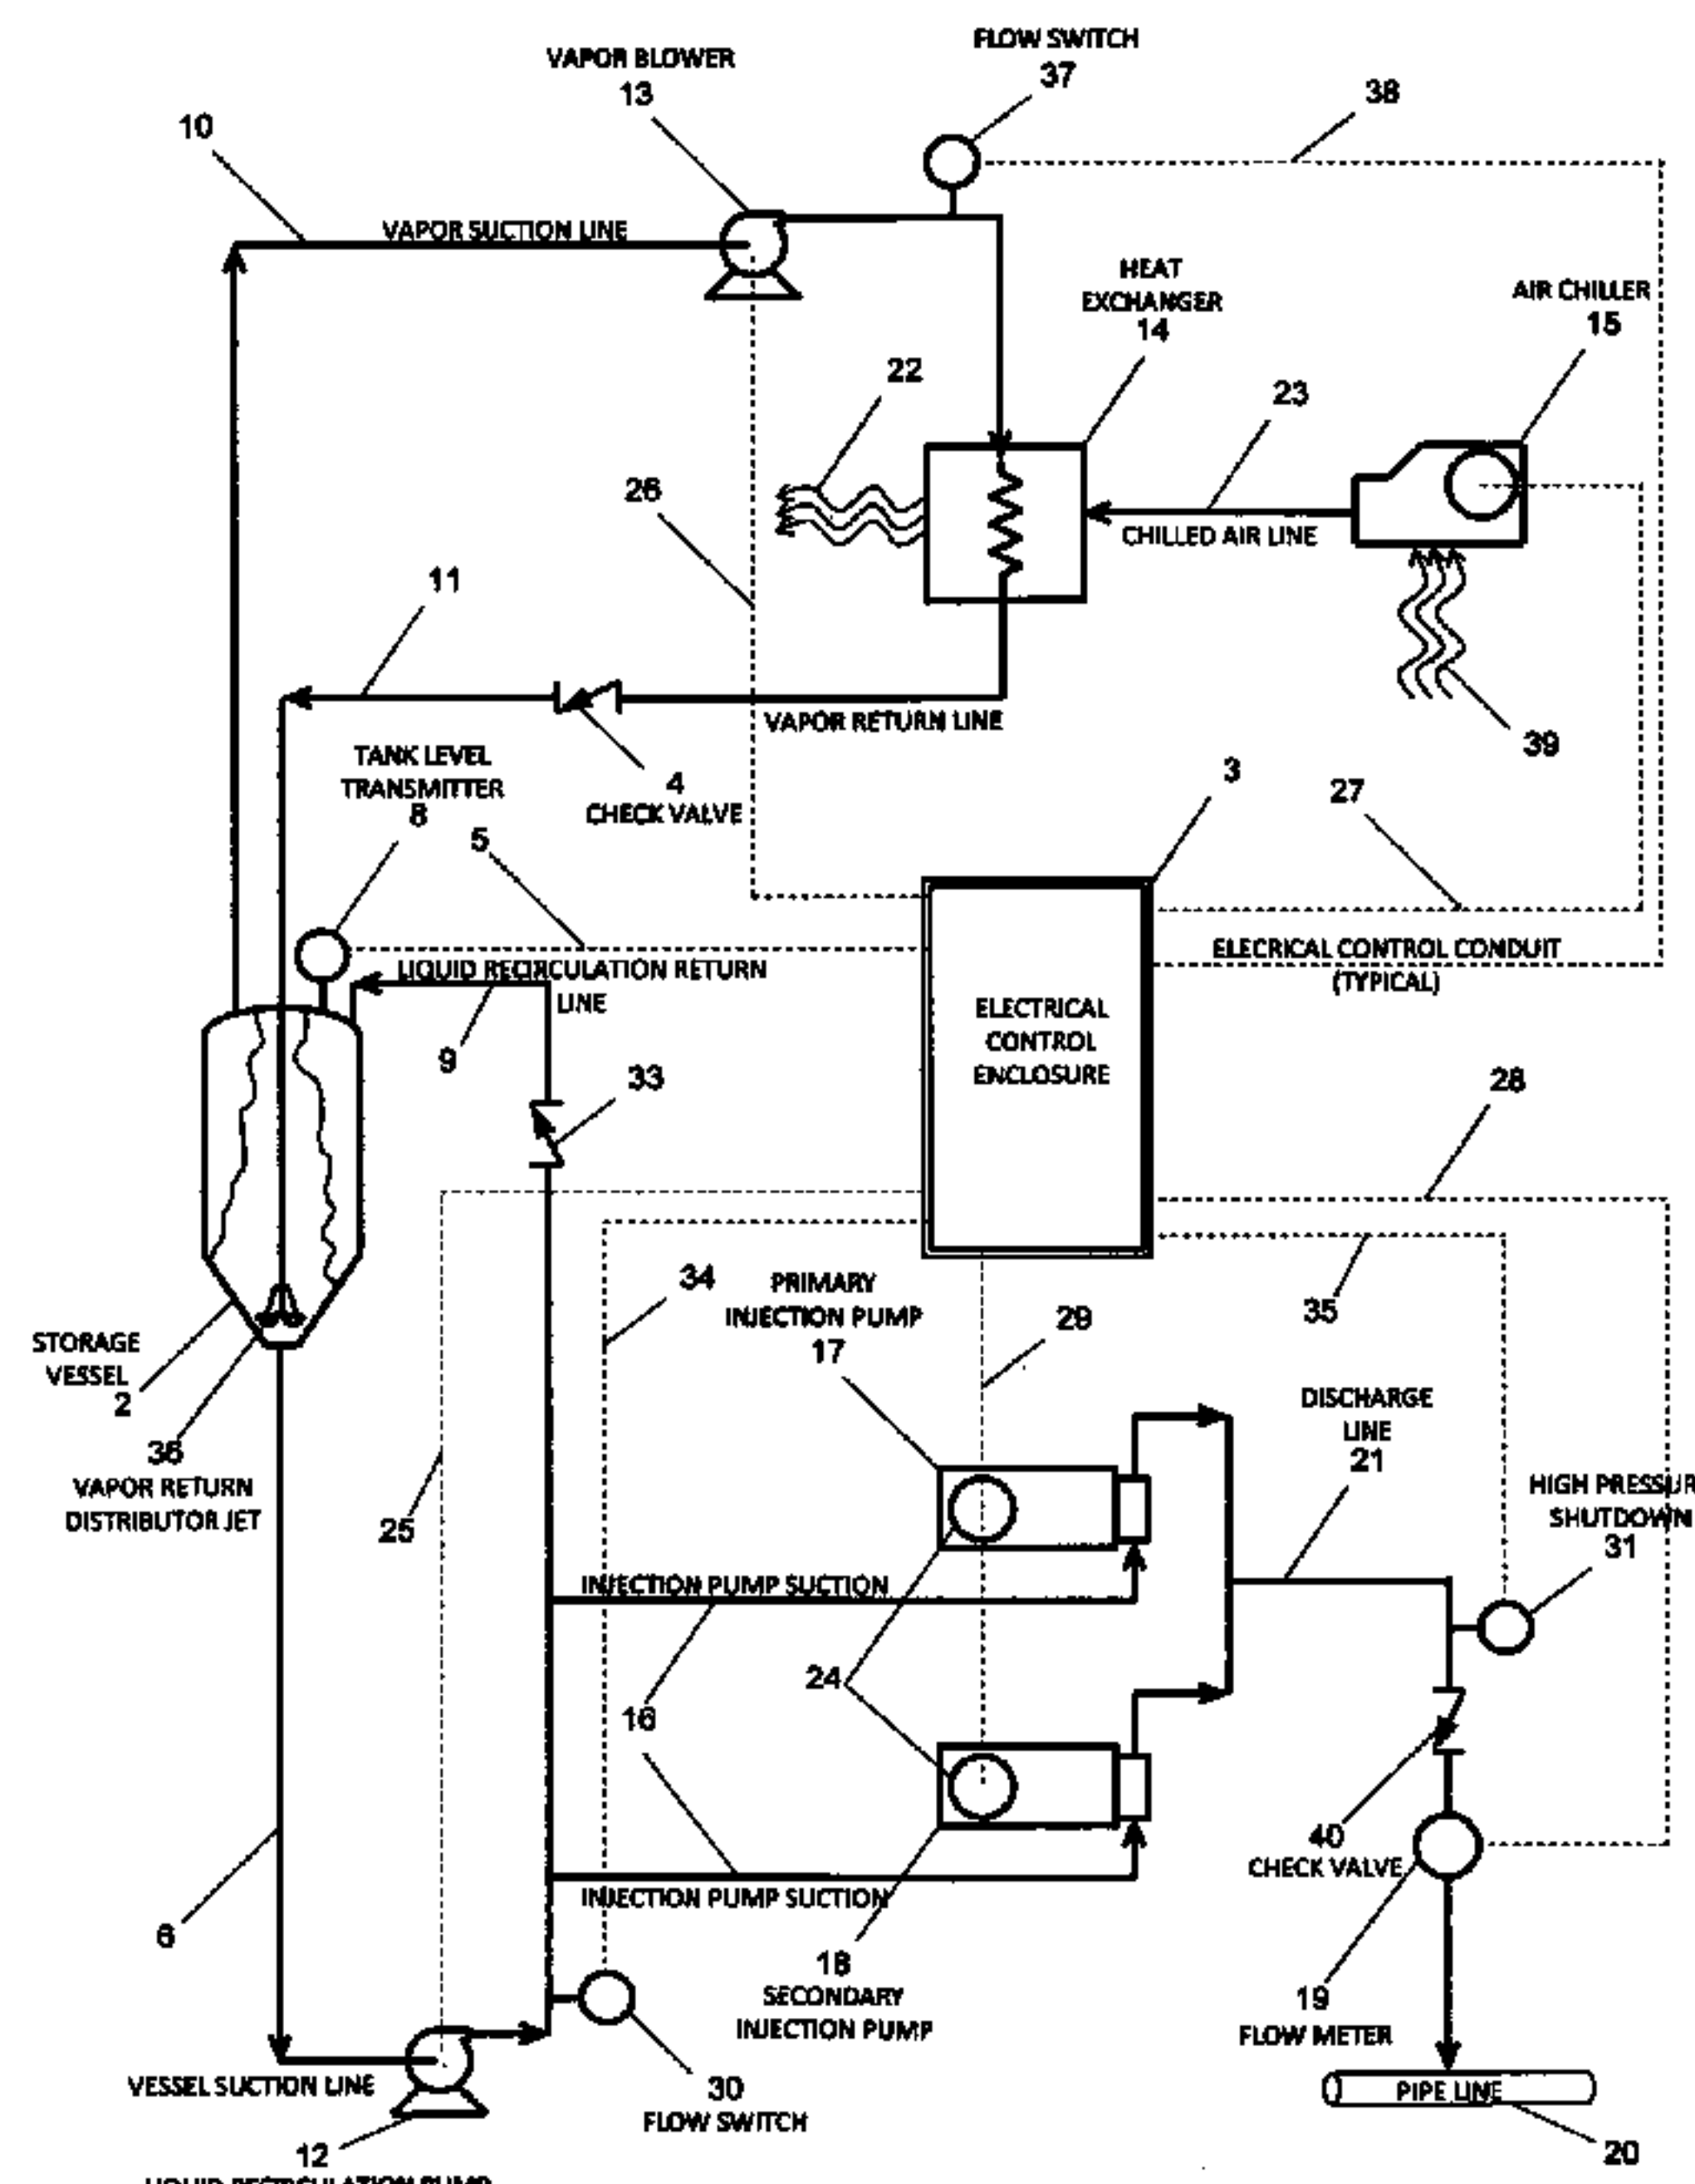 FLOW SWITCH
37
VAPOR BLOWER
13
38
10
VAPOR SUCTION LINE
HEAT
EXCHANGER
14
AIR CHILLER
15
22
23
26
CHILLED AIR LINE
11
VAPOR RETURN LINE
39
TANK LEVEL
TRANSMITTER
8
4
CHECK VALVE
3
27
5
ELECRICAL CONTROL CONDUIT
(TYPICAL)
LIQUID RECIRCULATION RETURN
LINE
ELECTRICAL
CONTROL
ENCLOSURE
9
33
28
34
PRIMARY
INJECTION PUMP
17
29
35
STORAGE
VESSEL
2
36
VAPOR RETURN
DISTRIBUTOR JET
25
DISCHARGE
LINE
21
HIGH PRESSUR
SHUTDOWN
31
INJECTION PUMP SUCTION
24
16
INJECTION PUMP SUCTION
40
CHECK VALVE
6
18
SECONDARY
INJECTION PUMP
19
FLOW METER
VESSEL SUCTION LINE
30
FLOW SWITCH
PIPE LINE
12
LIQUID RECIRCULATION PUMP
20